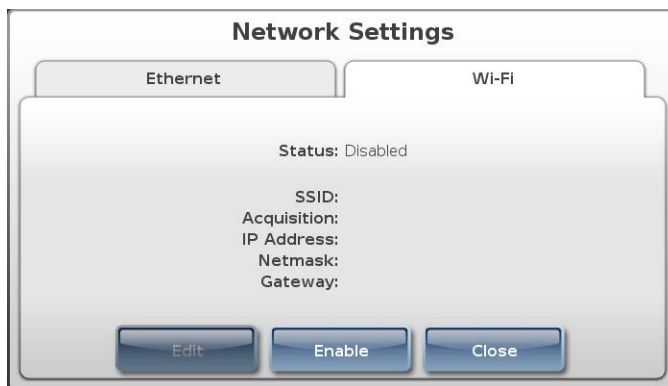 Network Settings
Ethernet
Wi-Fi
Status: Disabled
SSID:
Acquisition:
IP Address:
Netmask:
Gateway:
Edit
Enable
Close